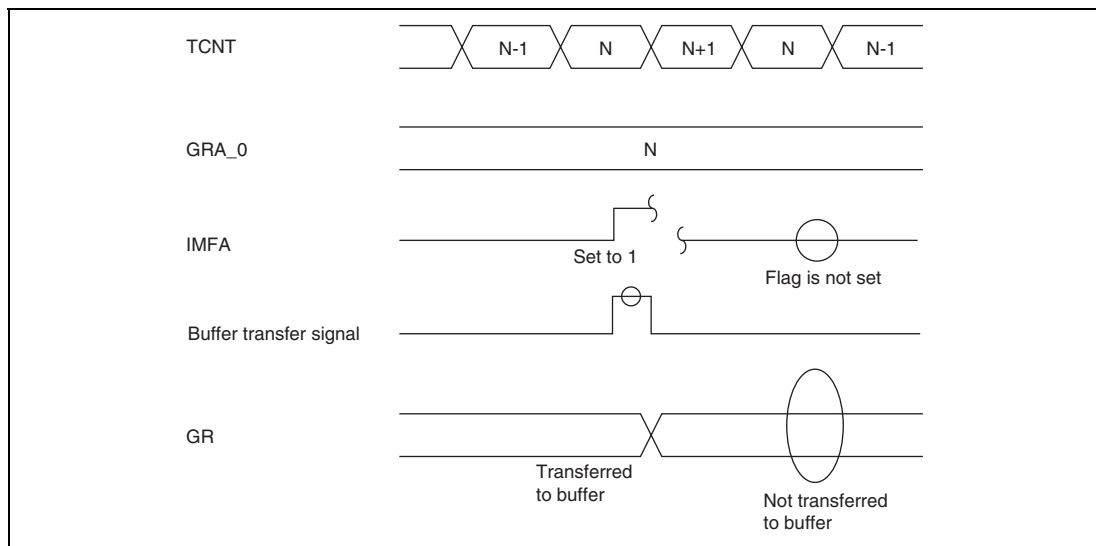 TCNT
N-1
N
N+1
N
N-1
GRA_0
N
IMFA
Set to 1
Flag is not set
Buffer transfer signal
GR
Transferred
to buffer
Not transferred
to buffer